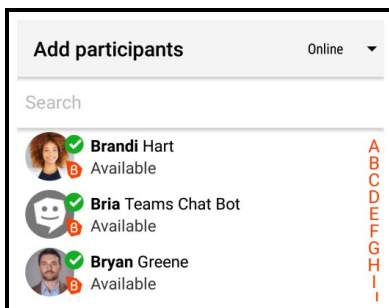 Add participants Online
Search
Brandi Hart
Available
Bria Teams Chat Bot
Available
Bryan Greene
Available
A
B
C
D
E
F
G
H
I